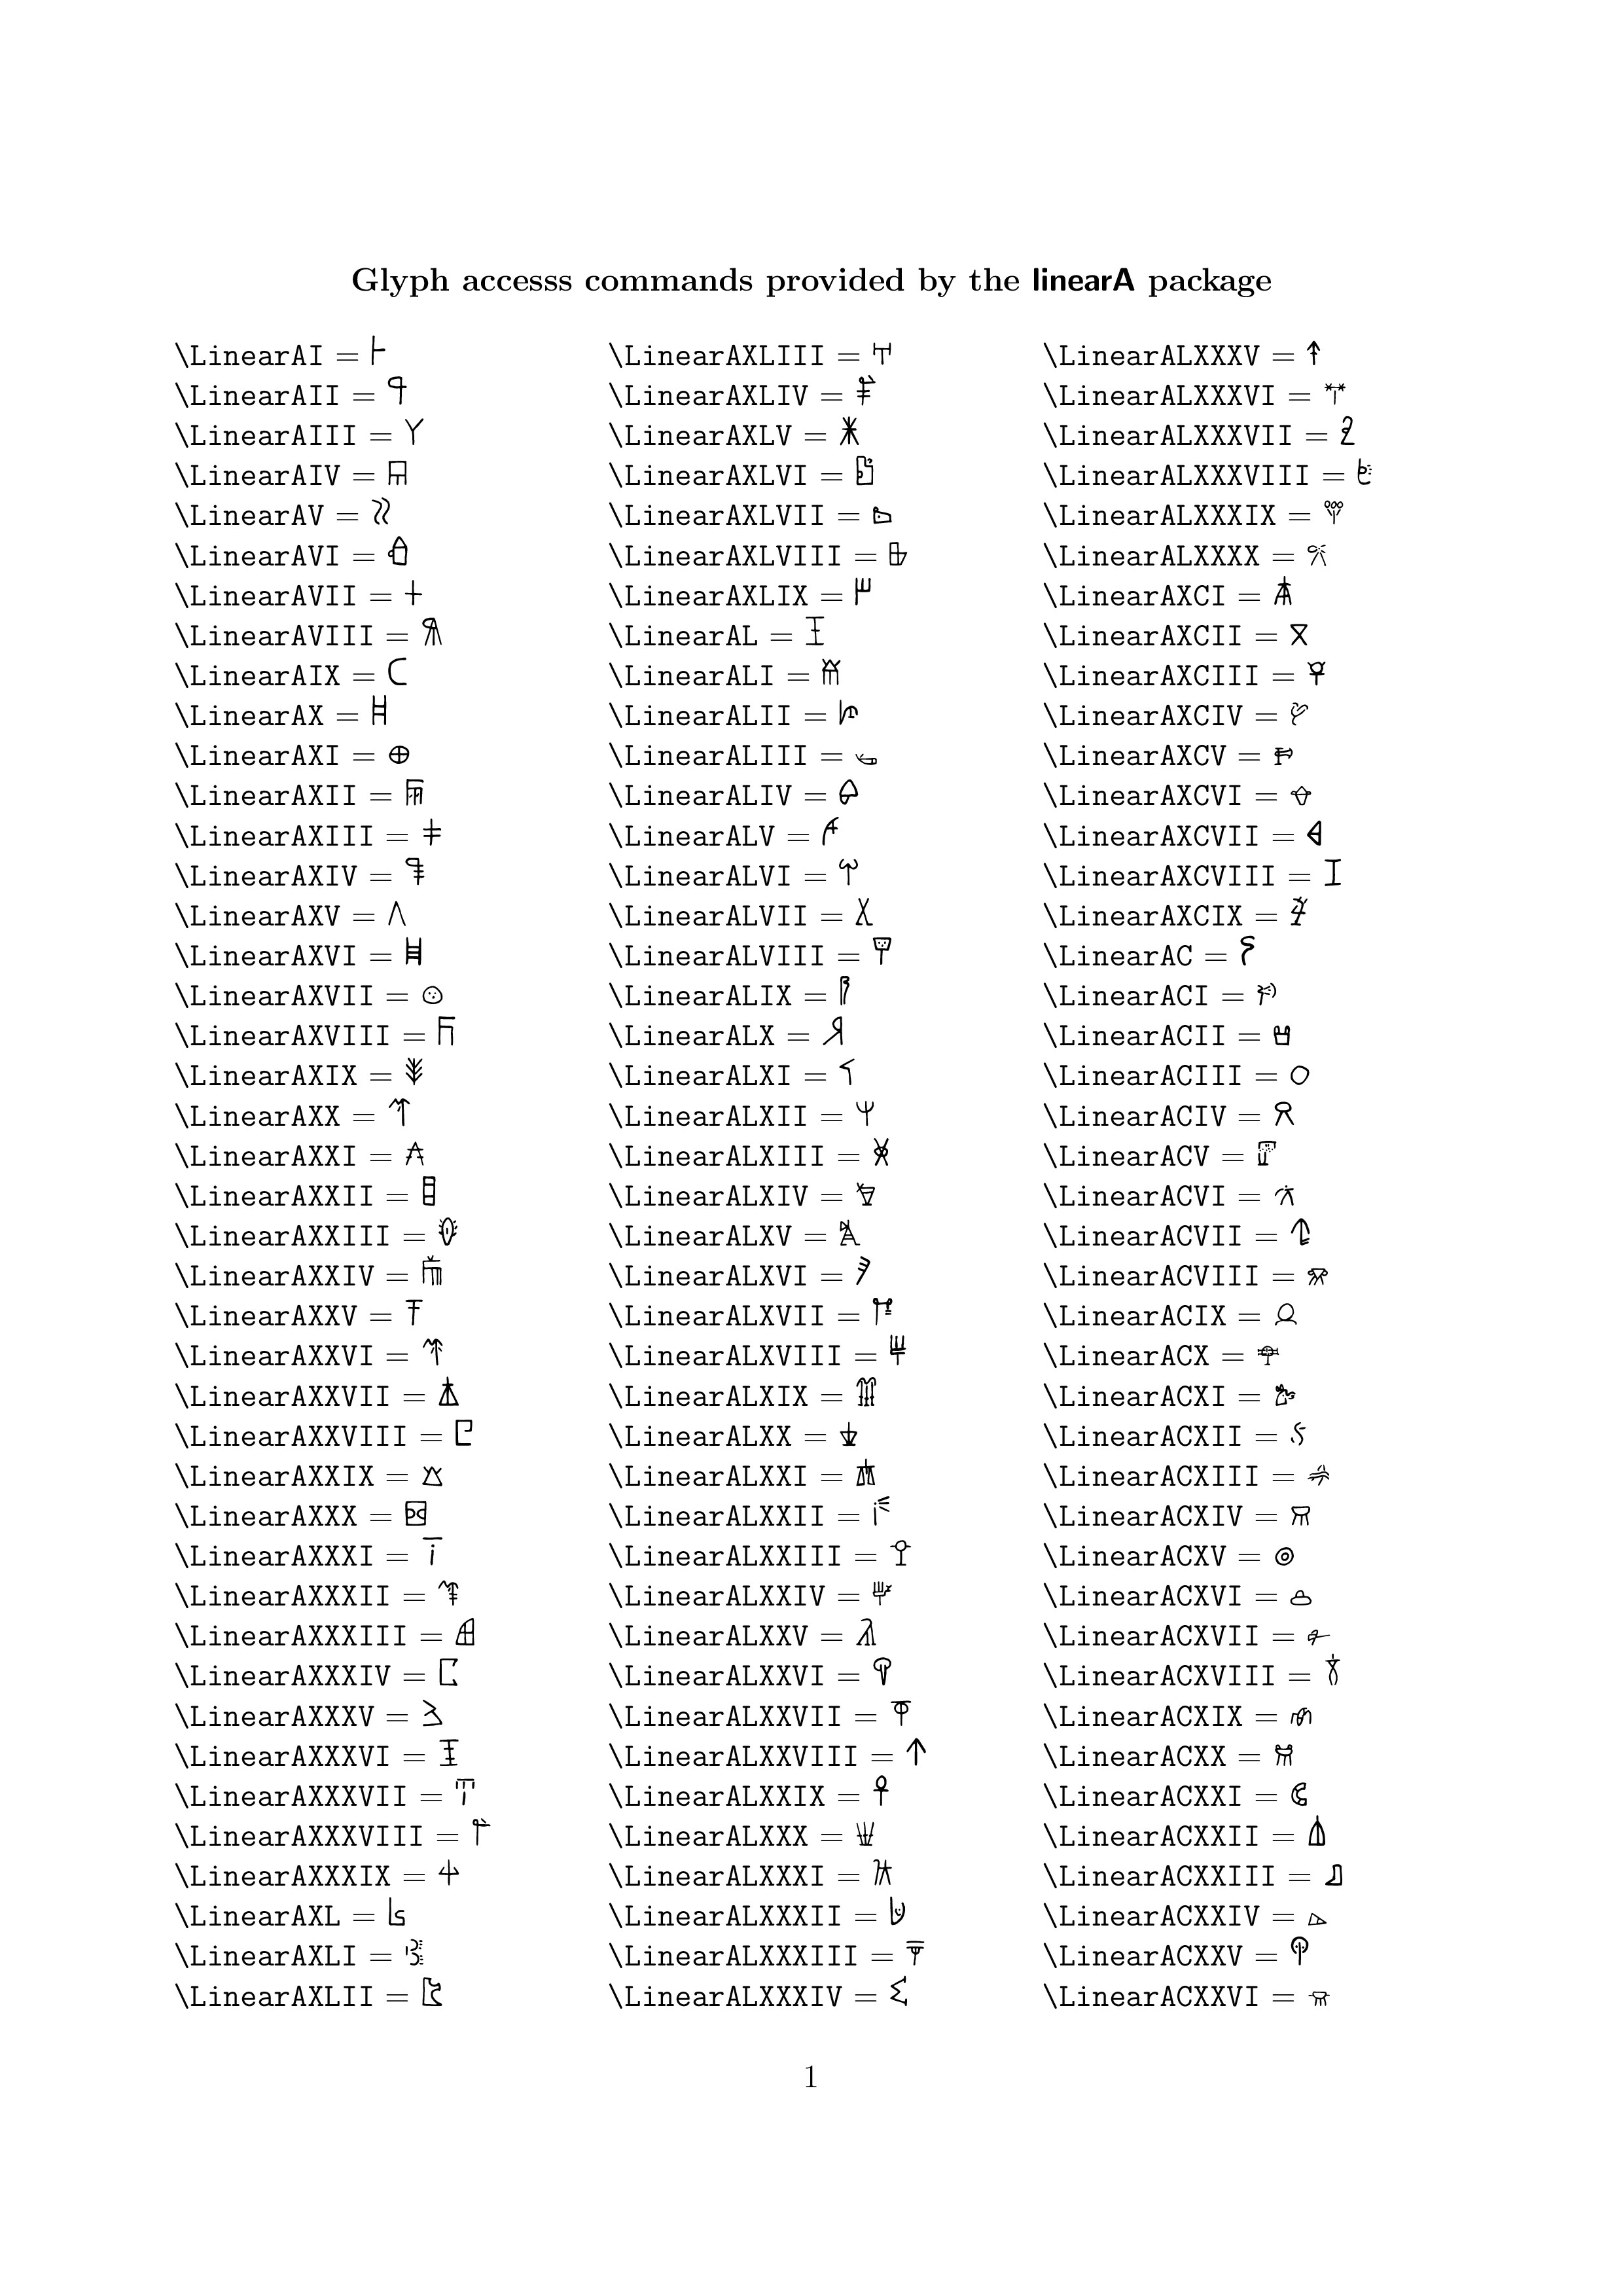 Glyph accesss commands provided by the linearA package
\LinearAI =
\LinearAII =
\LinearAIII =
\LinearAIV =
\LinearAV =
\LinearAVI =
\LinearAVII =
\LinearAVIII =
\LinearAIX =
\LinearAX =
\LinearAXI =
\LinearAXII =
\LinearAXIII =
\LinearAXIV =
\LinearAXV =
\LinearAXVI =
\LinearAXVII =
\LinearAXVIII =
\LinearAXIX =
\LinearAXX =
\LinearAXXI =
\LinearAXXII =
\LinearAXXIII =
\LinearAXXIV =
\LinearAXXV =
\LinearAXXVI =
\LinearAXXVII =
\LinearAXXVIII =
\LinearAXXIX =
\LinearAXXX =
\LinearAXXXI =
\LinearAXXXII =
\LinearAXXXIII =
\LinearAXXXIV =
\LinearAXXXV =
\LinearAXXXVI =
\LinearAXXXVII =
\LinearAXXXVIII =
\LinearAXXXIX =
\LinearAXL =
\LinearAXLI =
\LinearAXLII =
\LinearAXLIII =
\LinearAXLIV =
\LinearAXLV =
\LinearAXLVI =
\LinearAXLVII =
\LinearAXLVIII =
\LinearAXLIX =
\LinearAL =
\LinearALI =
\LinearALII =
\LinearALIII =
\LinearALIV =
\LinearALV =
\LinearALVI =
\LinearALVII =
\LinearALVIII =
\LinearALIX =
\LinearALX =
\LinearALXI =
\LinearALXII =
\LinearALXIII =
\LinearALXIV =
\LinearALXV =
\LinearALXVI =
\LinearALXVII =
\LinearALXVIII =
\LinearALXIX =
\LinearALXX =
\LinearALXXI =
\LinearALXXII =
\LinearALXXIII =
\LinearALXXIV =
\LinearALXXV =
\LinearALXXVI =
\LinearALXXVII =
\LinearALXXVIII =
\LinearALXXIX =
\LinearALXXX =
\LinearALXXXI =
\LinearALXXXII =
\LinearALXXXIII =
\LinearALXXXIV =
\LinearALXXXV =
\LinearALXXXVI =
\LinearALXXXVII =
\LinearALXXXVIII =
\LinearALXXXIX =
\LinearALXXXX =
\LinearAXCI =
\LinearAXCII =
\LinearAXCIII =
\LinearAXCIV =
\LinearAXCV =
\LinearAXCVI =
\LinearAXCVII =
\LinearAXCVIII =
\LinearAXCIX =
\LinearAC =
\LinearACI =
\LinearACII =
\LinearACIII =
\LinearACIV =
\LinearACV =
\LinearACVI =
\LinearACVII =
\LinearACVIII =
\LinearACIX =
\LinearACX =
\LinearACXI =
\LinearACXII =
\LinearACXIII =
\LinearACXIV =
\LinearACXV =
\LinearACXVI =
\LinearACXVII =
\LinearACXVIII =
\LinearACXIX =
\LinearACXX =
\LinearACXXI =
\LinearACXXII =
\LinearACXXIII =
\LinearACXXIV =
\LinearACXXV =
\LinearACXXVI =
1